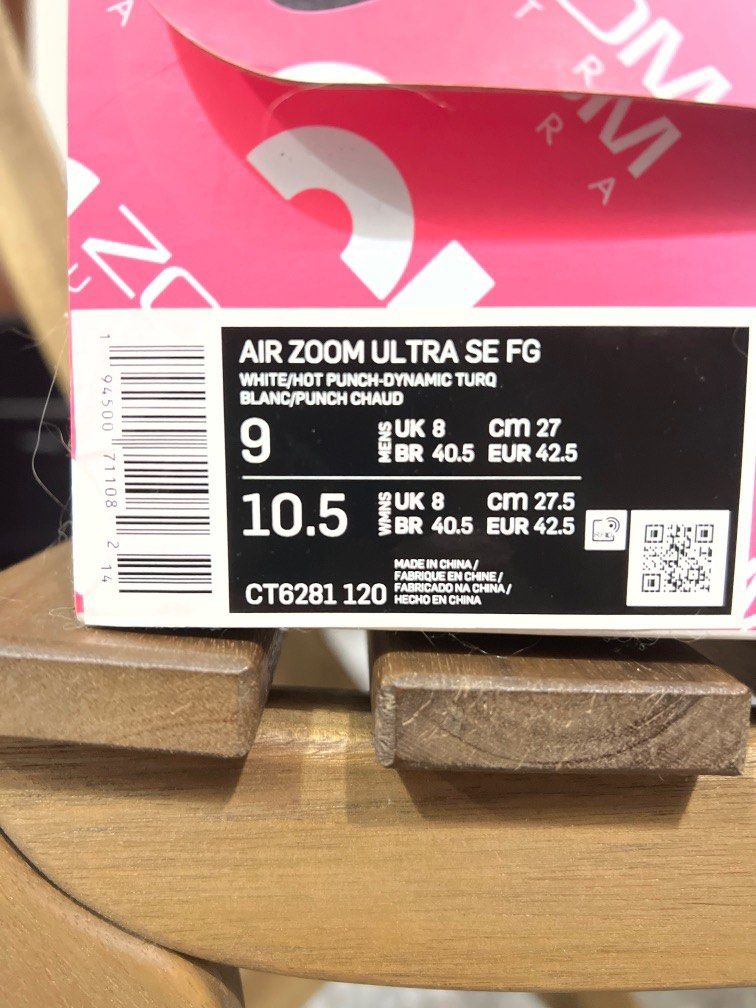 A
T
R
OM
R
A
U
ZO
AIR ZOOM ULTRA SE FG
WHITE/HOT PUNCH-DYNAMIC TURQ
BLANC/PUNCH CHAUD
9 MENS UK 8 cm 27
BR 40.5 EUR 42.5
10.5 WMNS UK 8 cm 27.5
BR 40.5 EUR 42.5
CT6281 120
MADE IN CHINA /
FABRIQUE EN CHINE /
FABRICADO NA CHINA /
HECHO EN CHINA
1 94500 71108 2 14